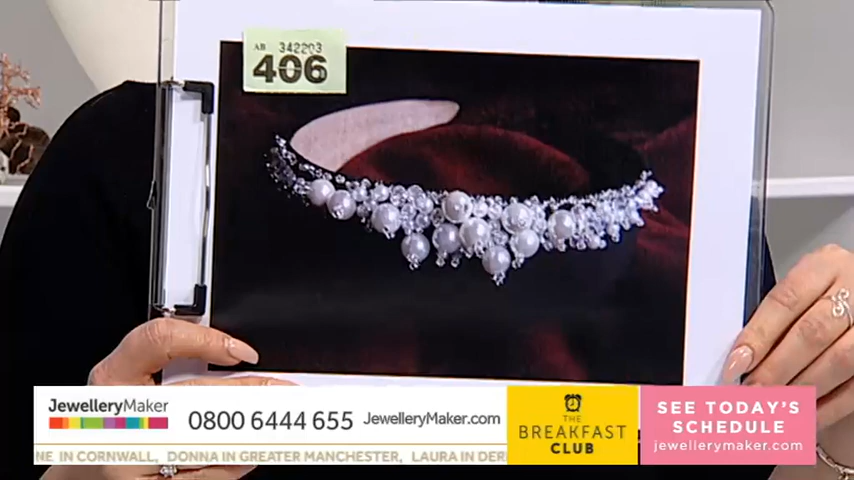 AB 342203
406
JewelleryMaker
0800 6444 655
JewelleryMaker.com
THE
BREAKFAST
CLUB
SEE TODAY'S
SCHEDULE
jewellerymaker.com
NE IN CORNWALL, DONNA IN GREATER MANCHESTER, LAURA IN DER